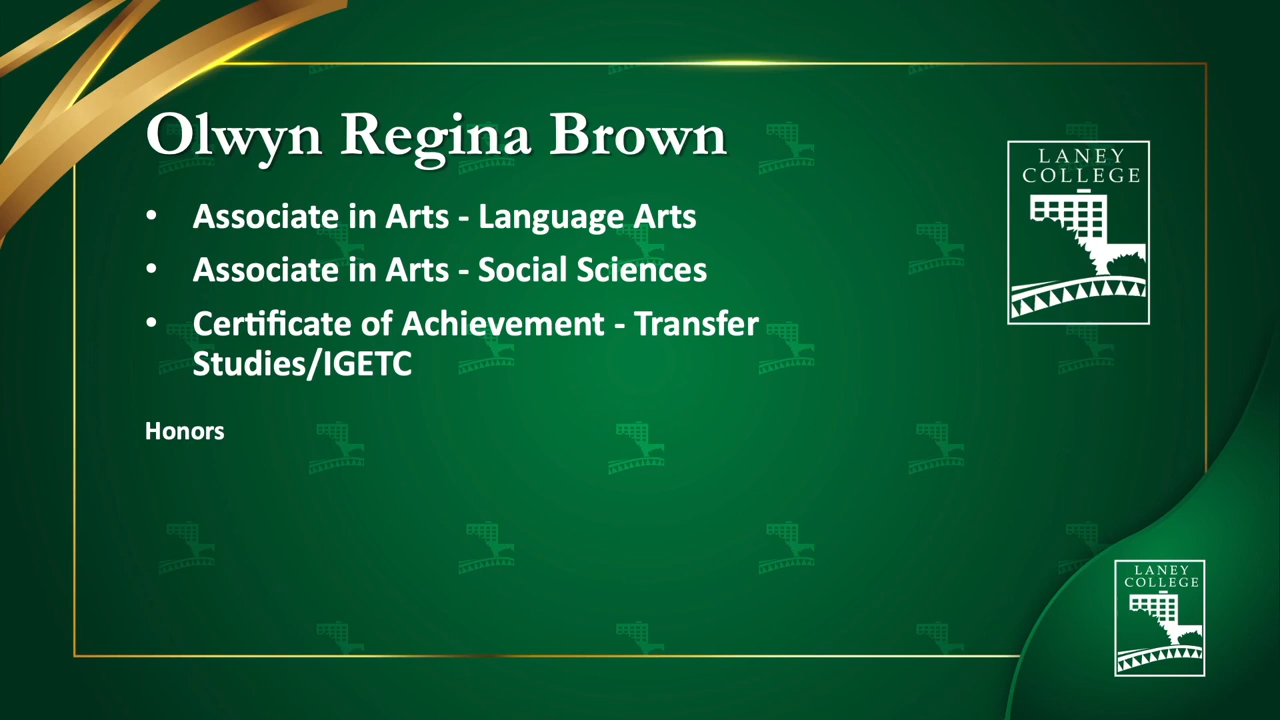 Olwyn Regina Brown
• Associate in Arts - Language Arts
• Associate in Arts - Social Sciences
• Certificate of Achievement - Transfer
Studies/IGETC
Honors
LANEY
COLLEGE
LANEY
COLLEGE